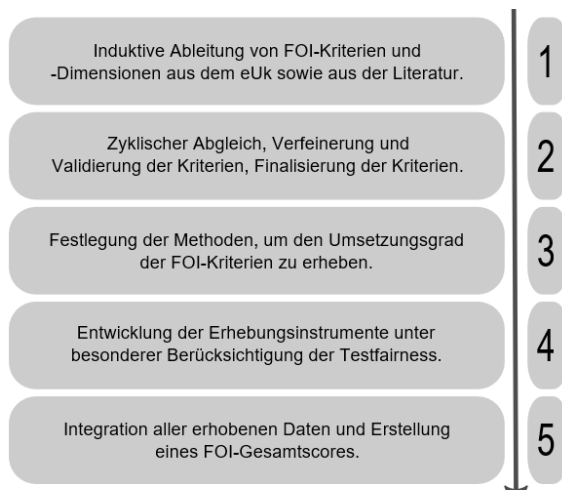 Induktive Ableitung von FOI-Kriterien und
-Dimensionen aus dem eUk sowie aus der Literatur.
1
Zyklischer Abgleich, Verfeinerung und
Validierung der Kriterien, Finalisierung der Kriterien.
2
Festlegung der Methoden, um den Umsetzungsgrad
der FOI-Kriterien zu erheben.
3
Entwicklung der Erhebungsinstrumente unter
besonderer Berücksichtigung der Testfairness.
4
Integration aller erhobenen Daten und Erstellung
eines FOI-Gesamtscores.
5